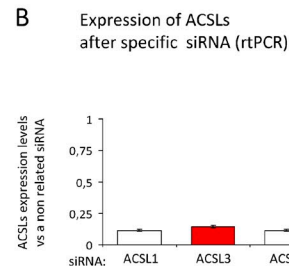 B
Expression of ACSLs
after specific siRNA (rtPCR)
ACSLs expression levels
vs a non related siRNA
1
0,75
0,5
0,25
0
siRNA: ACSL1 ACSL3 ACS